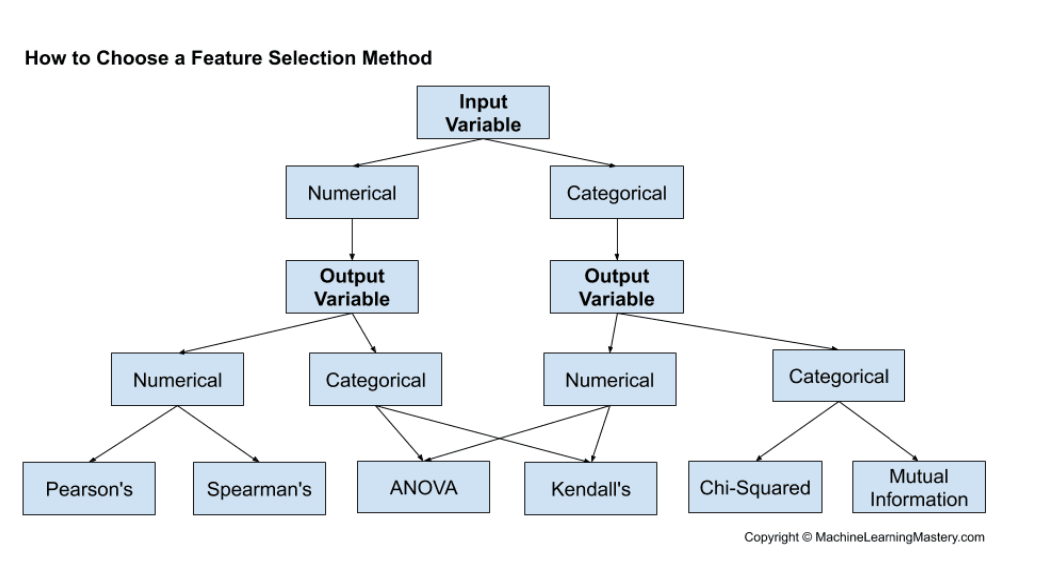 How to Choose a Feature Selection Method
Input
Variable
Numerical
Categorical
Output
Variable
Output
Variable
Numerical
Categorical
Numerical
Categorical
Pearson's
Spearman's
ANOVA
Kendall's
Chi-Squared
Mutual
Information
Copyright © MachineLearningMastery.com